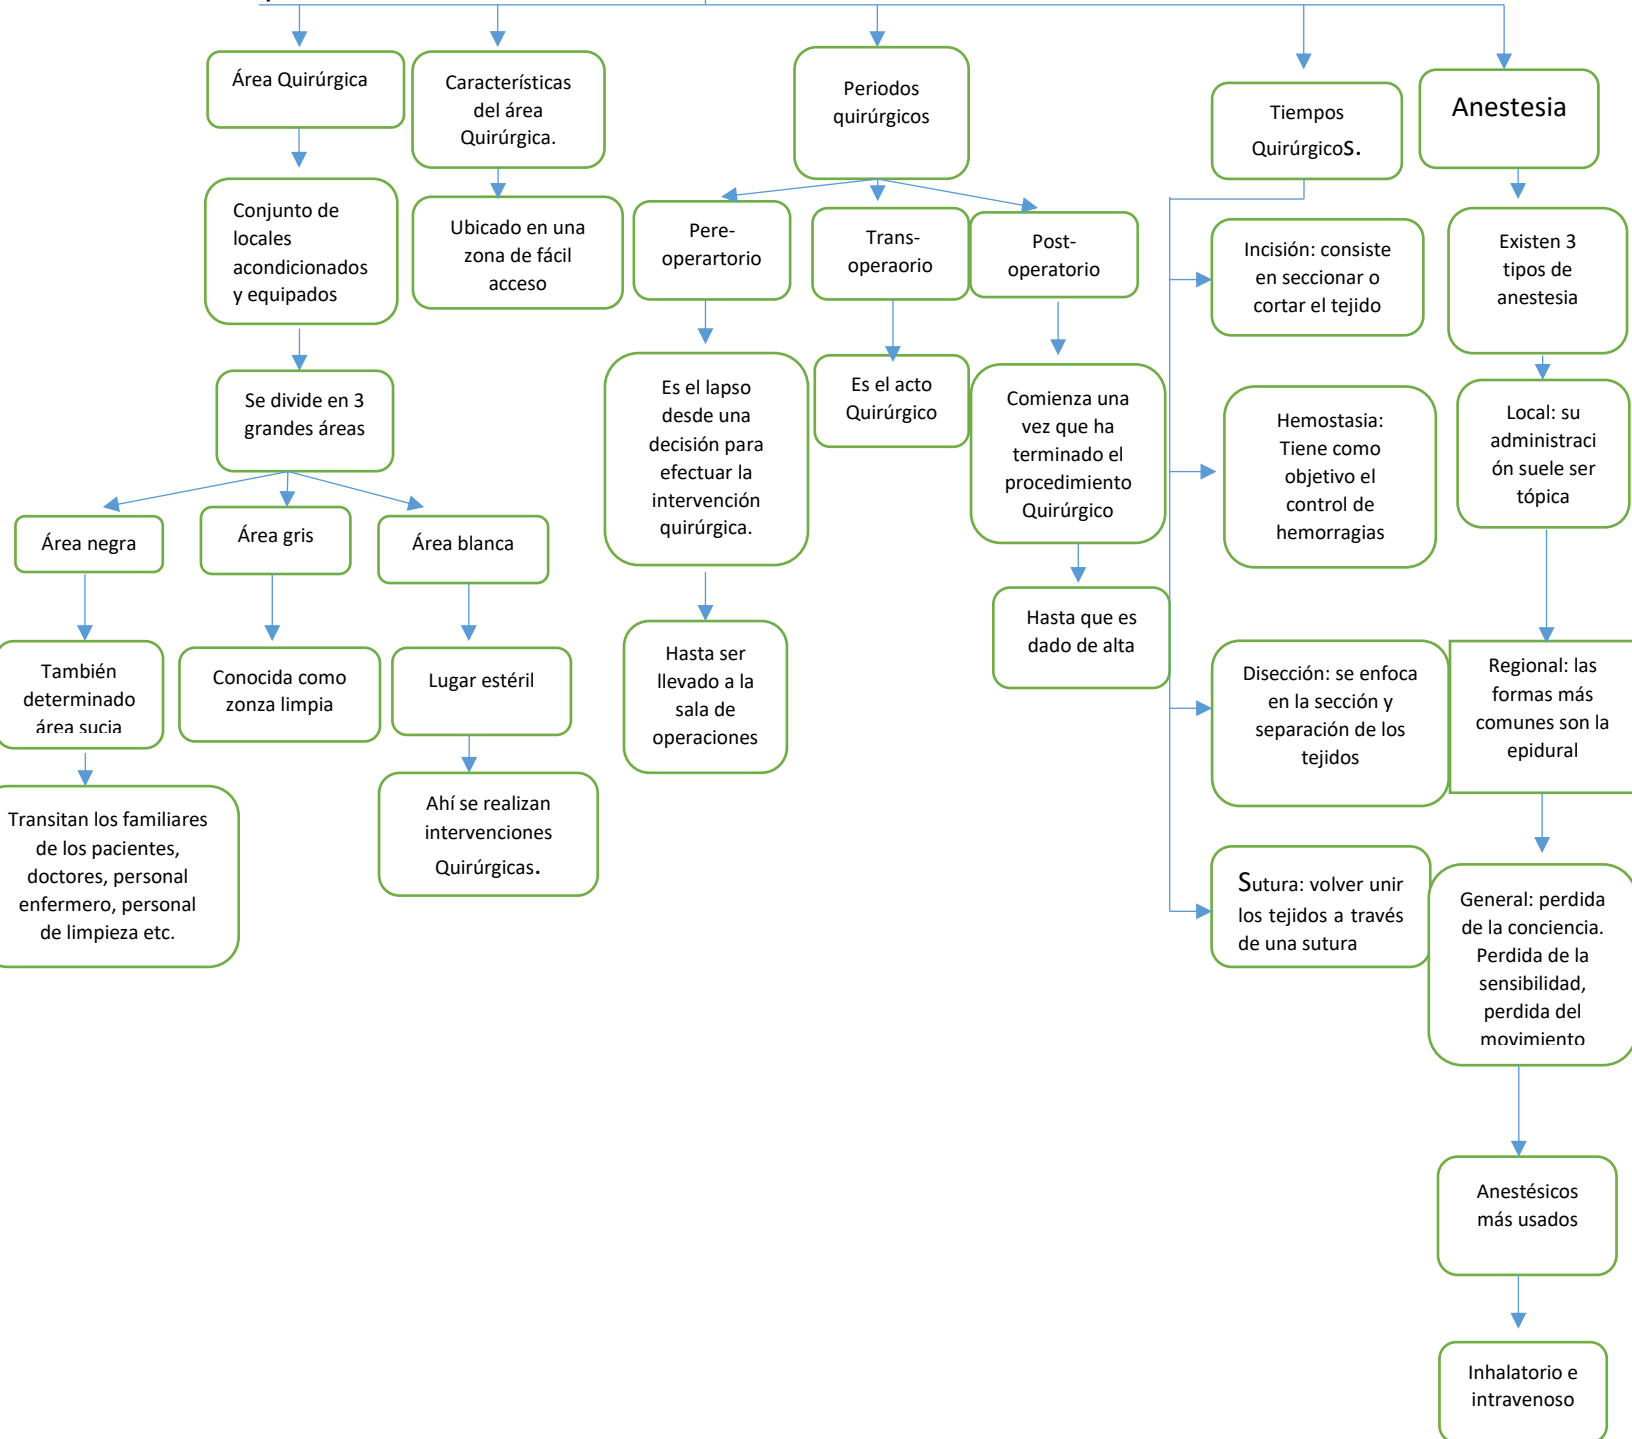 Área Quirúrgica
Características
del área
Quirúrgica.
Periodos
quirúrgicos
Tiempos
Quirúrgicos.
Anestesia
Conjunto de
locales
acondicionados
y equipados
Ubicado en una
zona de fácil
acceso
Pere-
operartorio
Trans-
operaorio
Post-
operatorio
Incisión: consiste
en seccionar o
cortar el tejido
Existen 3
tipos de
anestesia
Se divide en 3
grandes áreas
Es el lapso
desde una
decisión para
efectuar la
intervención
quirúrgica.
Es el acto
Quirúrgico
Comienza una
vez que ha
terminado el
procedimiento
Quirúrgico
Hemostasia:
Tiene como
objetivo el
control de
hemorragias
Local: su
administraci
ón suele ser
tópica
Área negra
Área gris
Área blanca
Hasta que es
dado de alta
También
determinado
área sucia
Conocida como
zonza limpia
Lugar estéril
Hasta ser
llevado a la
sala de
operaciones
Disección: se enfoca
en la sección y
separación de los
tejidos
Regional: las
formas más
comunes son la
epidural
Transitan los familiares
de los pacientes,
doctores, personal
enfermero, personal
de limpieza etc.
Ahí se realizan
intervenciones
Quirúrgicas.
Sutura: volver unir
los tejidos a través
de una sutura
General: perdida
de la conciencia.
Perdida de la
sensibilidad,
perdida del
movimiento
Anestésicos
más usados
Inhalatorio e
intravenoso